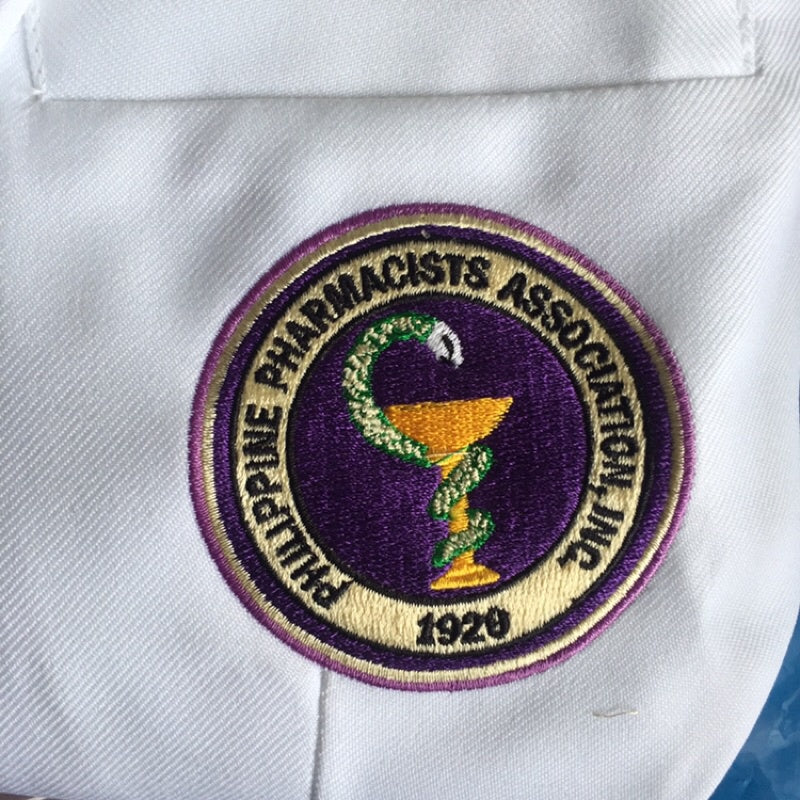 PHILIPPINE PHARMACISTS ASSOCIATION, INC.
1920